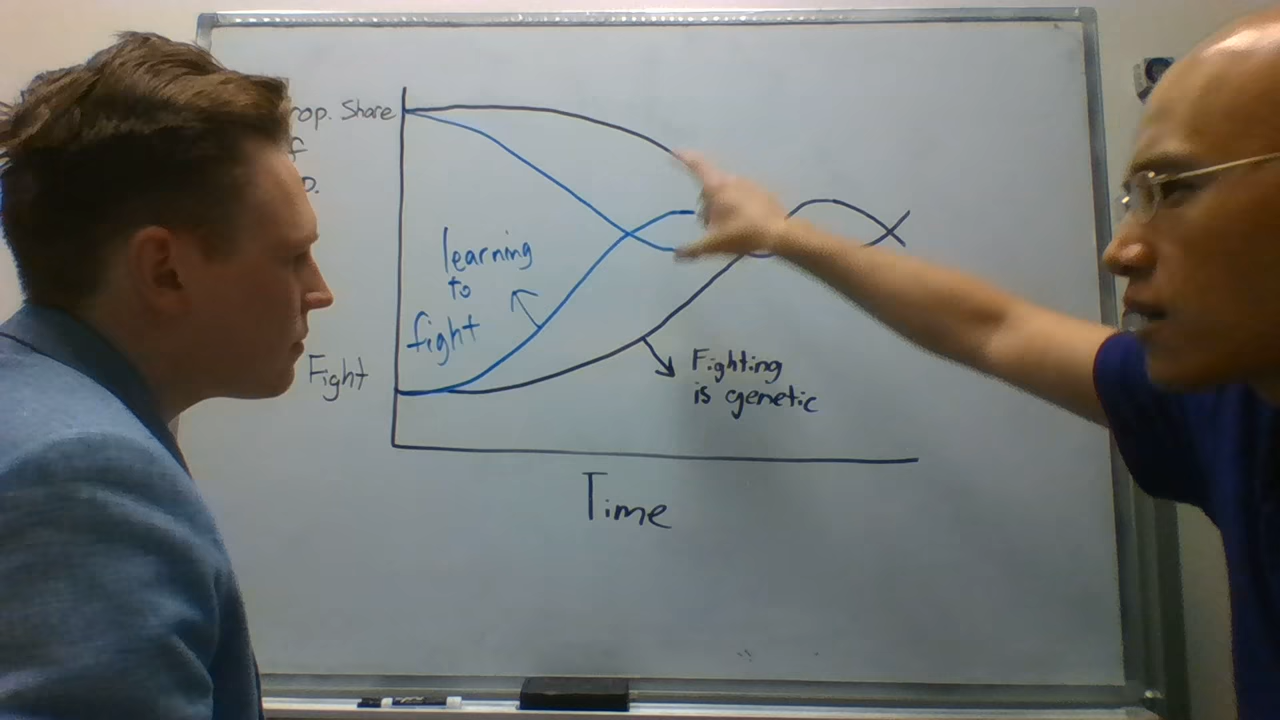 rop. Share
f
p.
learning
to
fight
Fight
Fighting
is genetic
Time